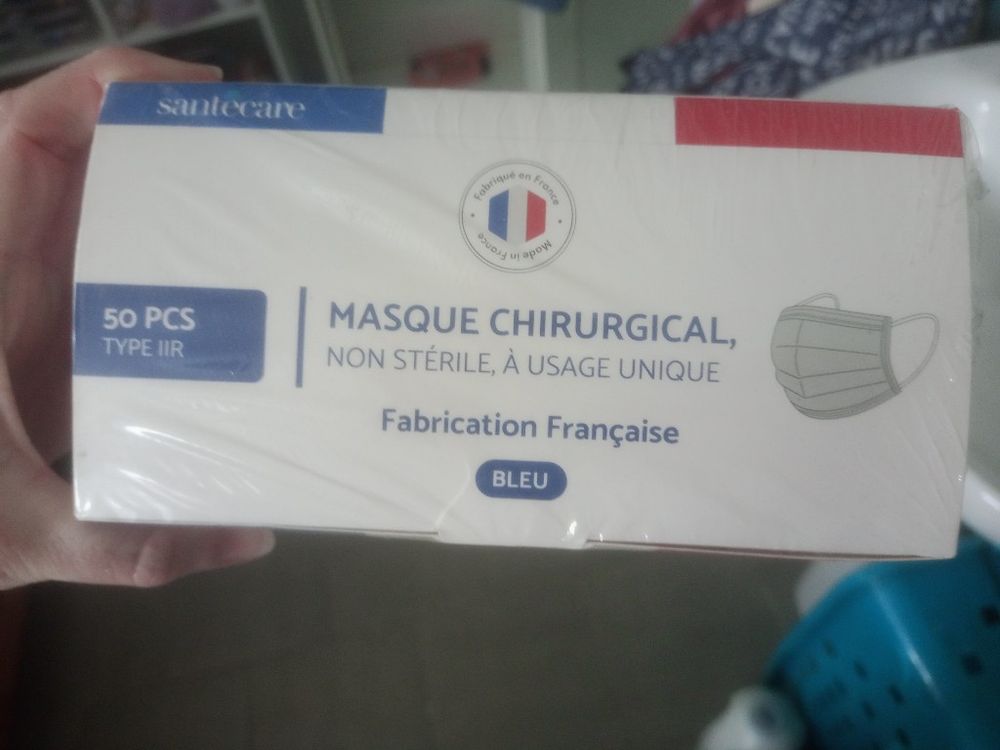 santecare
Fabriqué en France
Made in France
50 PCS
TYPE IIR
MASQUE CHIRURGICAL,
NON STÉRILE, À USAGE UNIQUE
Fabrication Française
BLEU